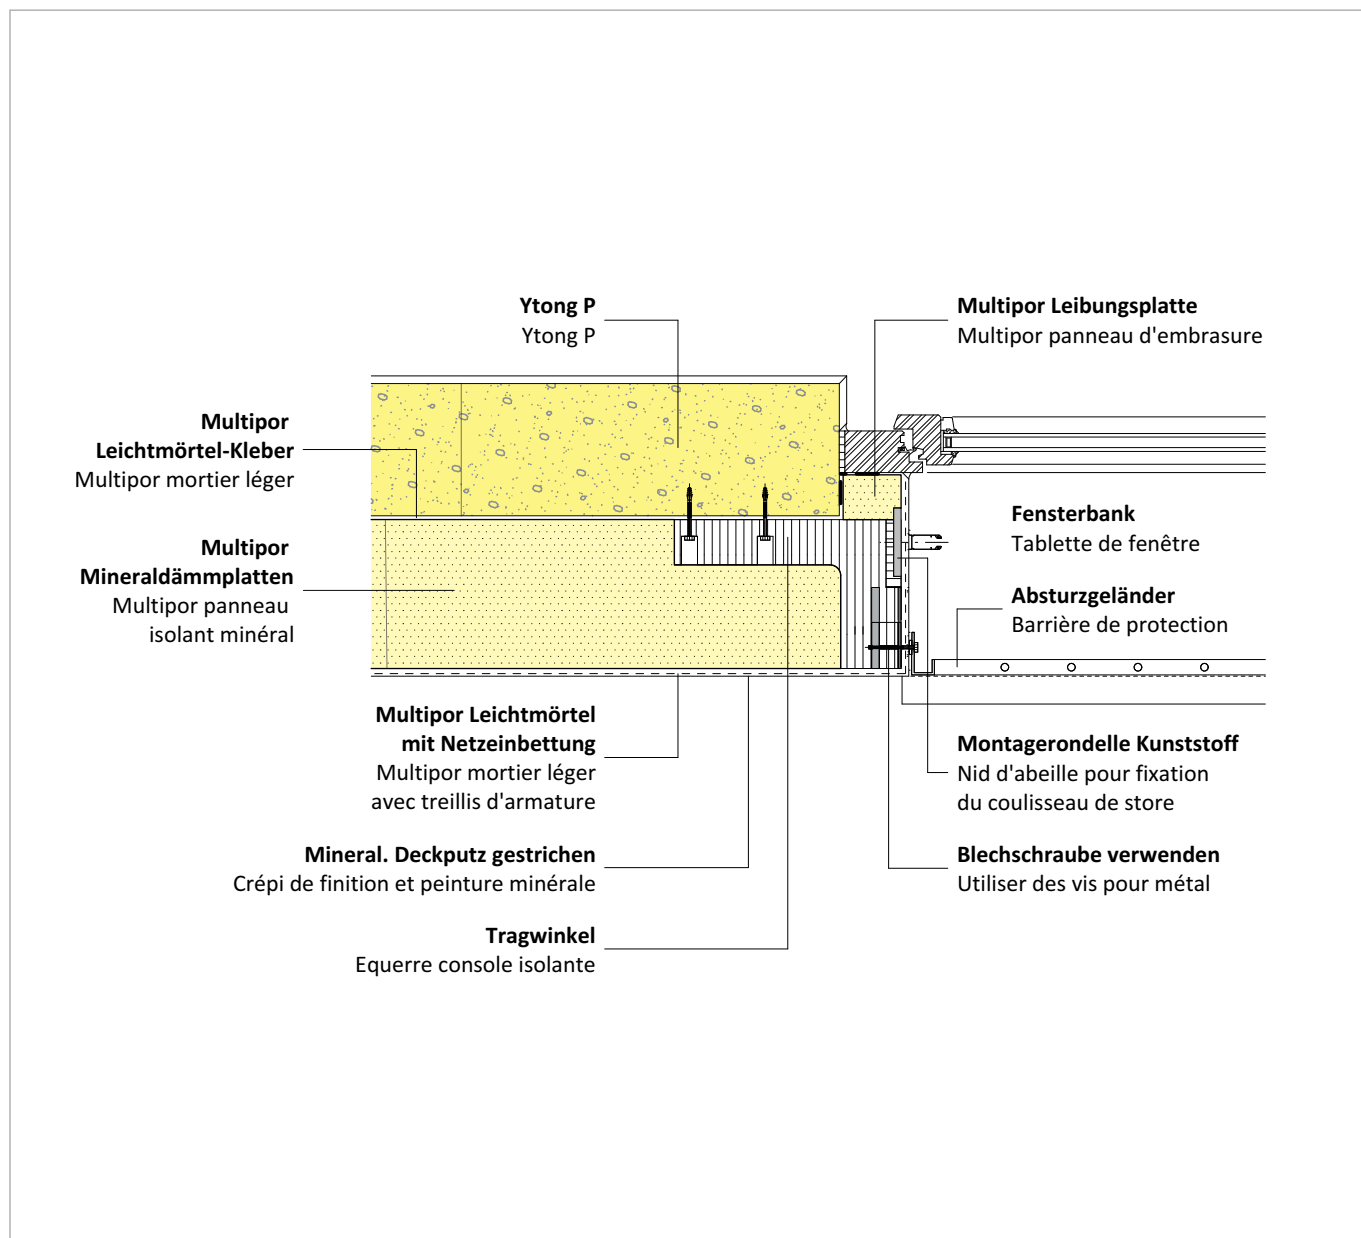 Ytong P
Ytong P
Multipor
Leichtmörtel-Kleber
Multipor mortier léger
Multipor
Mineraldämmplatten
Multipor panneau
isolant minéral
Multipor Leichtmörtel
mit Netzeinbettung
Multipor mortier léger
avec treillis d'armature
Mineral. Deckputz gestrichen
Crépi de finition et peinture minérale
Tragwinkel
Equerre console isolante
Multipor Leibungsplatte
Multipor panneau d'embrasure
Fensterbank
Tablette de fenêtre
Absturzgeländer
Barrière de protection
Montagerondelle Kunststoff
Nid d'abeille pour fixation
du coulisseau de store
Blechschraube verwenden
Utiliser des vis pour métal